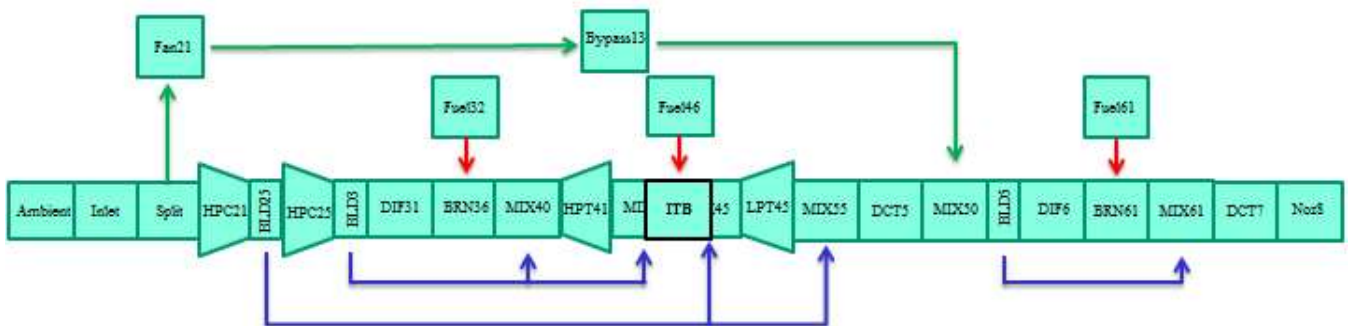 Fan21
Bypass13
Fuel32
Fuel46
Fuel61
Ambient
Inlet
Split
HPC21
BLD25
HPC25
BLD3
DIF31
BRN36
MIX40
HPT41
ITB
LPT45
MIX55
DCT5
MIX50
BLD5
DIF6
BRN61
MIX61
DCT7
Noz8